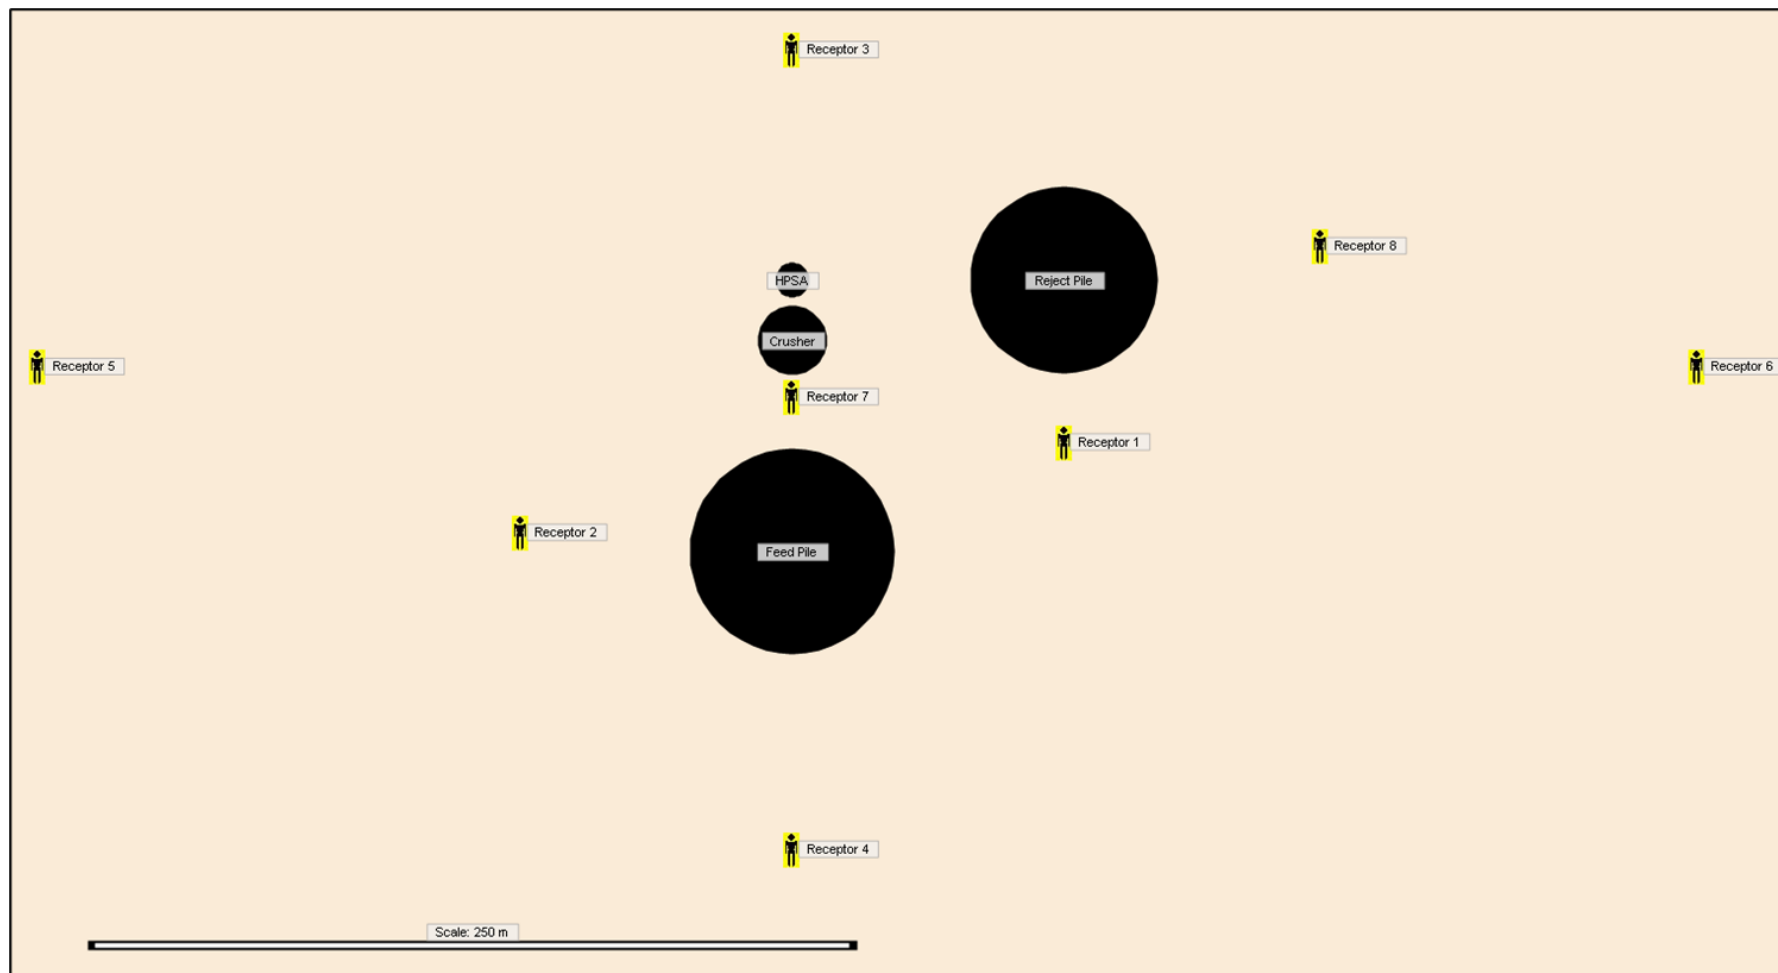 Receptor 3
Receptor 8
HPSA
Reject Pile
Crusher
Receptor 5
Receptor 6
Receptor 7
Receptor 1
Receptor 2
Feed Pile
Receptor 4
Scale: 250 m